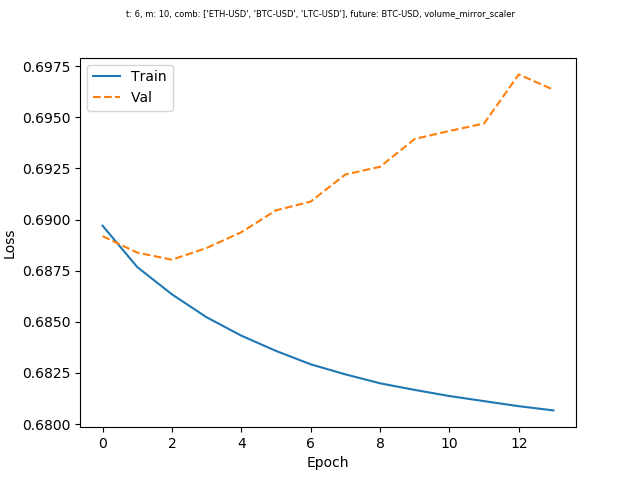 t: 6, m: 10, comb: ['ETH-USD', 'BTC-USD', 'LTC-USD'], future: BTC-USD, volume_mirror_scaler
Train
Val
0.6975
0.6950
0.6925
0.6900
0.6875
0.6850
0.6825
0.6800
Loss
0 2 4 6 8 10 12
Epoch